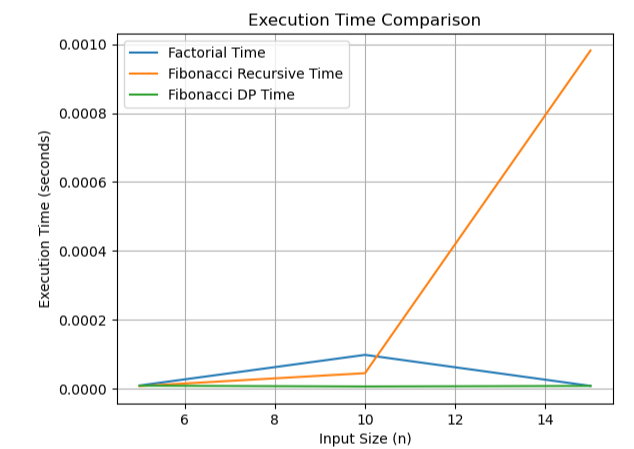 Execution Time Comparison
Factorial Time
Fibonacci Recursive Time
Fibonacci DP Time
Execution Time (seconds)
0.0010
0.0008
0.0006
0.0004
0.0002
0.0000
6 8 10 12 14
Input Size (n)